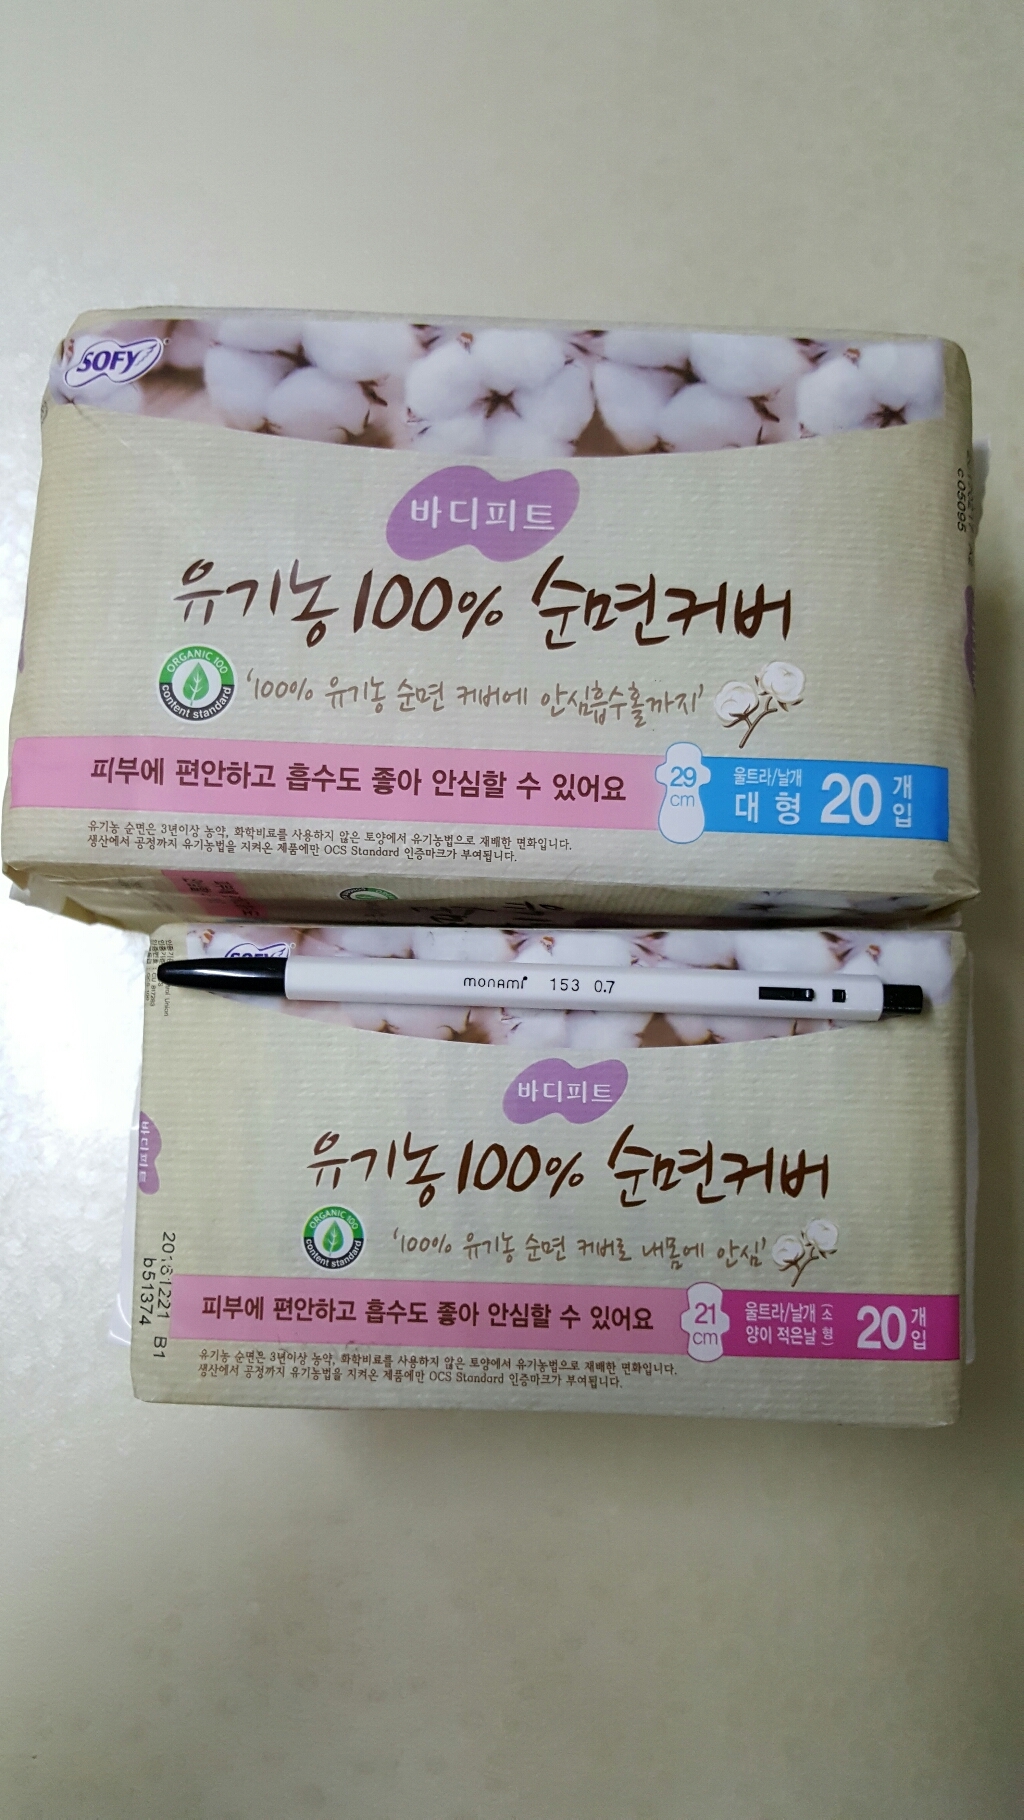 SOFY
c05095
바디피트
유기농 100% 순면커버
ORGANIC 100
content standard
'100% 유기농 순면 커버에 안심흡수홀까지'
피부에 편안하고 흡수도 좋아 안심할 수 있어요
29
cm
울트라/날개
대형 20개입
유기농 순면은 3년이상 농약, 화학비료를 사용하지 않은 토양에서 유기농법으로 재배한 면화입니다.
생산에서 공정까지 유기농법을 지켜온 제품에만 OCS Standard 인증마크가 부여됩니다.
SOFY
monami 153 0.7
바디피트
바디피트
유기농 100% 순면커버
ORGANIC 100
content standard
'100% 유기농 순면 커버로 내몸에 안심'
20181221 B1
b51374
피부에 편안하고 흡수도 좋아 안심할 수 있어요
21
cm
울트라/날개 (소형)
양이 적은날
20개입
유기농 순면은 3년이상 농약, 화학비료를 사용하지 않은 토양에서 유기농법으로 재배한 면화입니다.
생산에서 공정까지 유기농법을 지켜온 제품에만 OCS Standard 인증마크가 부여됩니다.